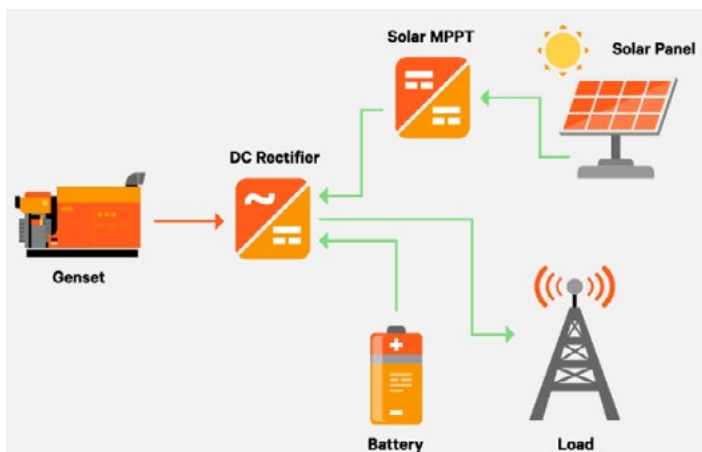 Solar MPPT
Solar Panel
DC Rectifier
Genset
Battery
Load